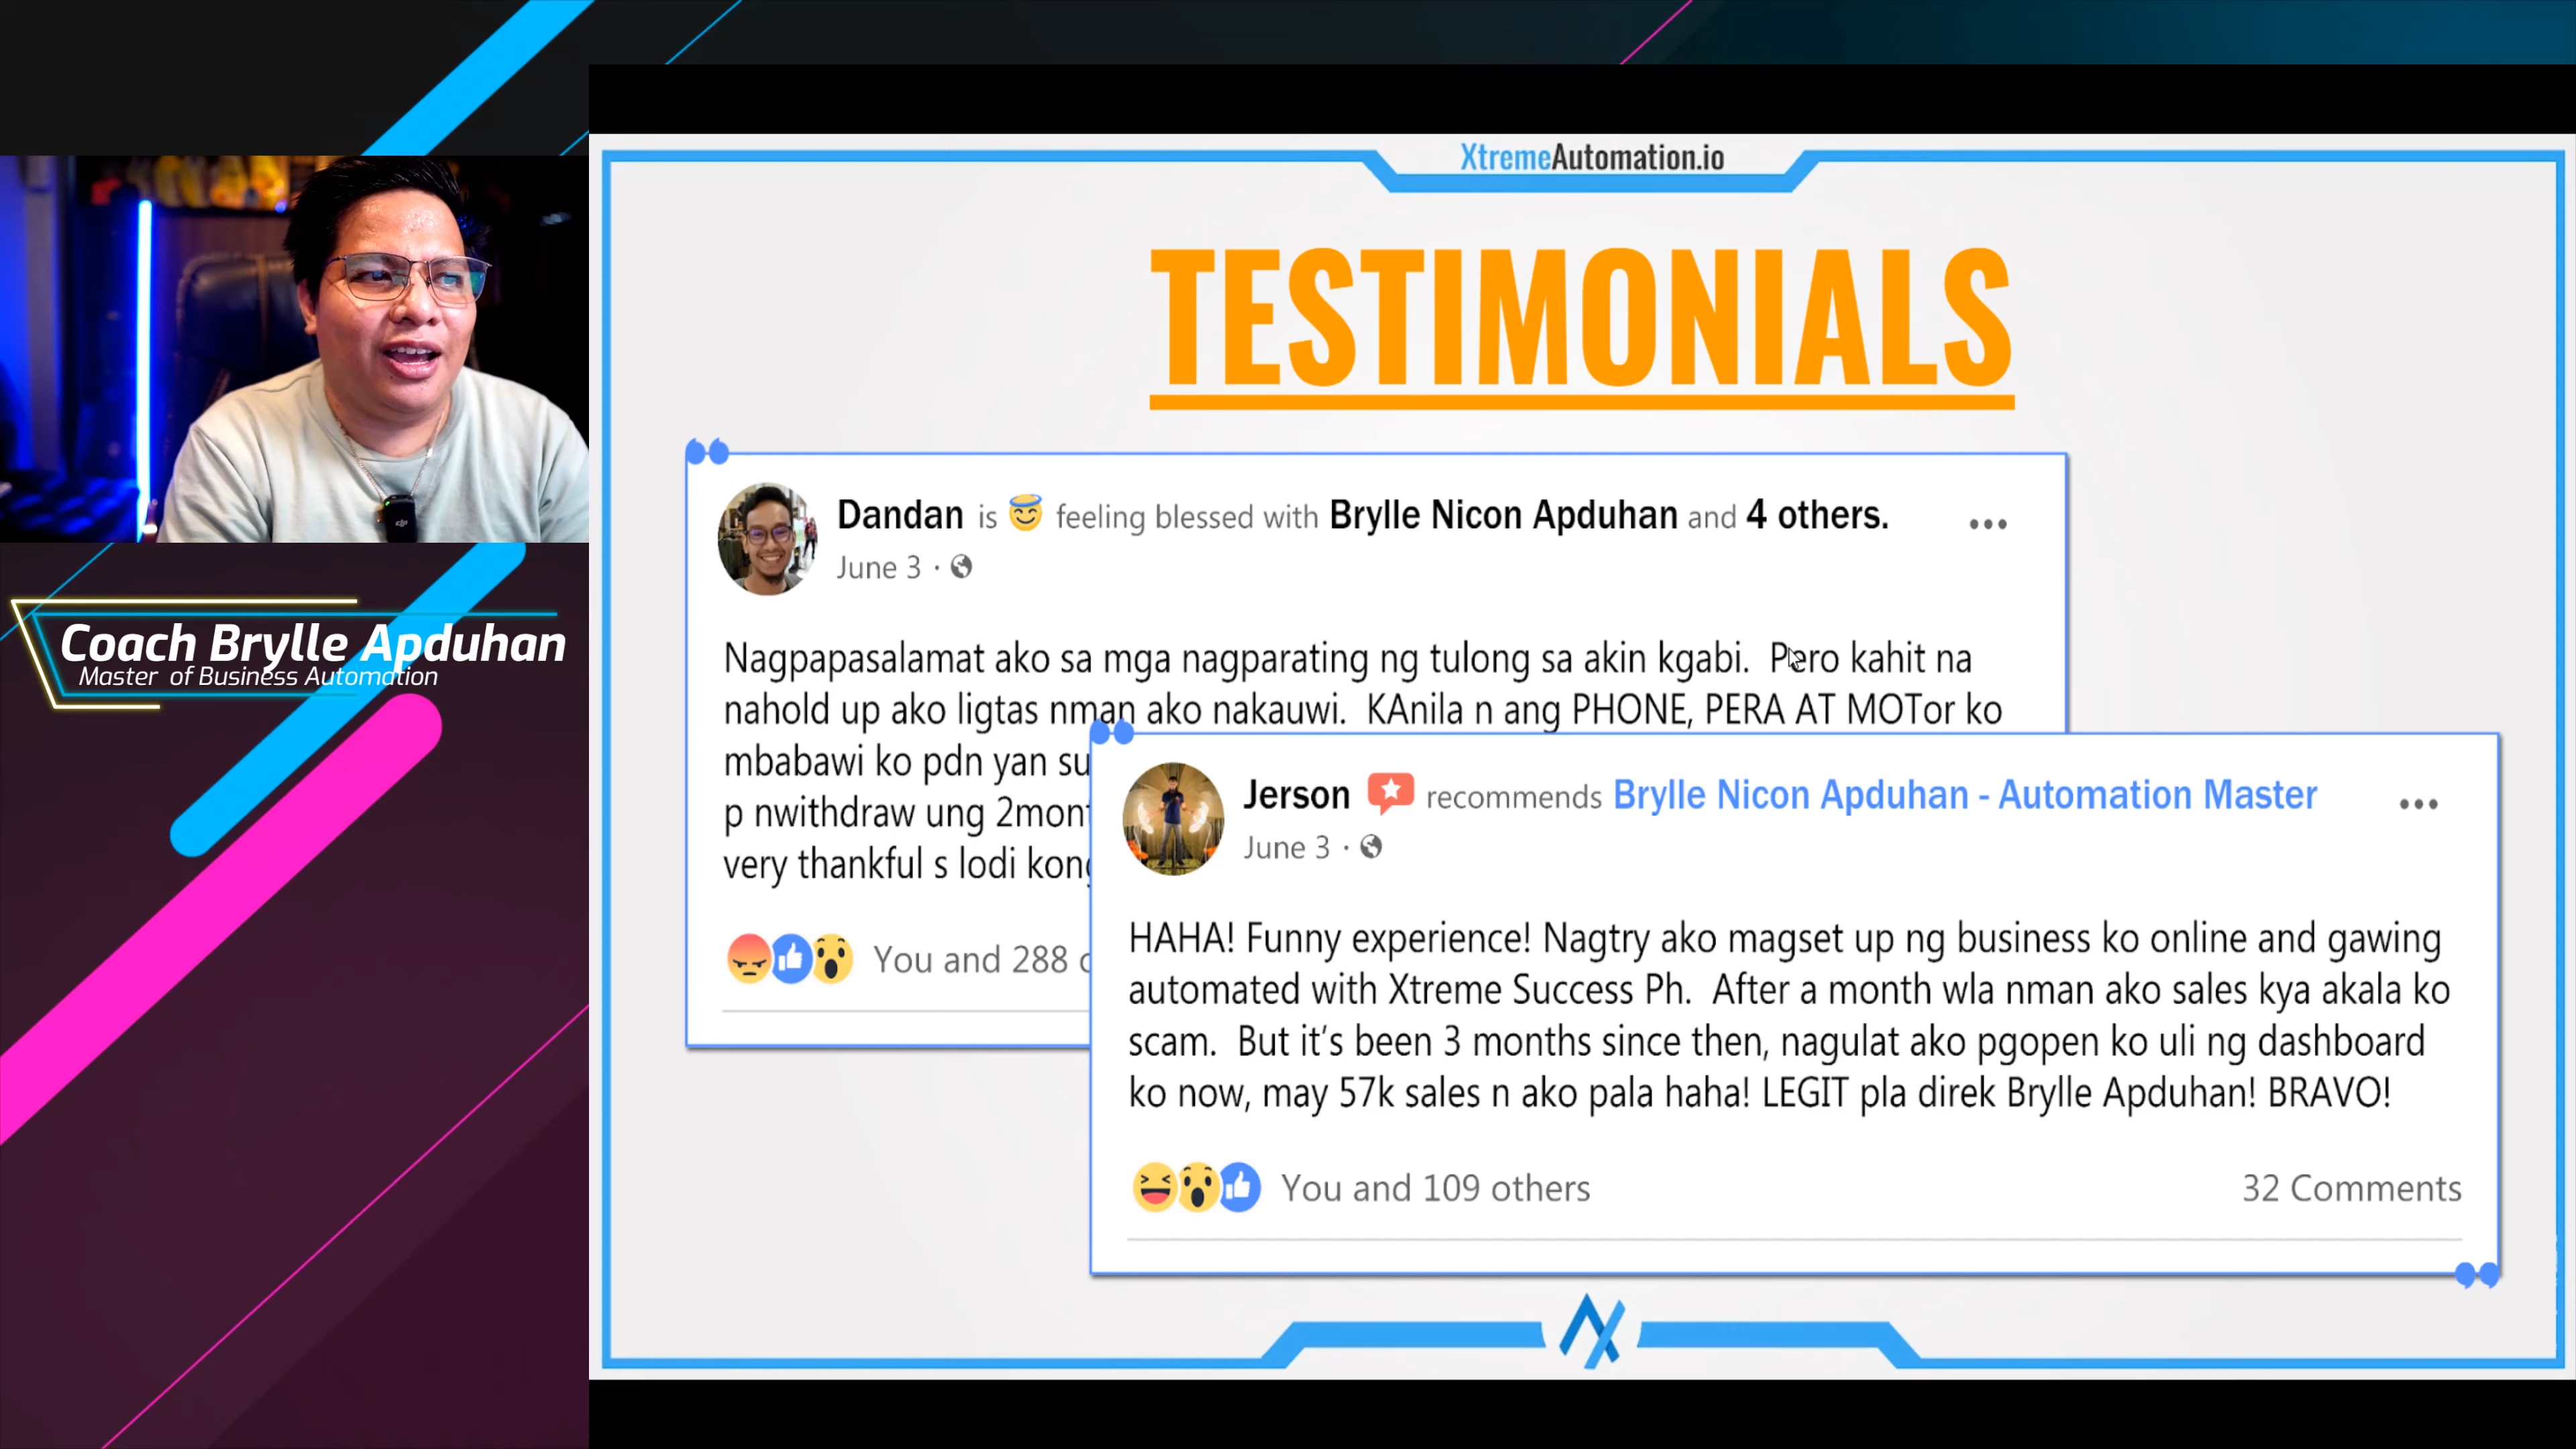 XtremeAutomation.io
TESTIMONIALS
Dandan is feeling blessed with Brylle Nicon Apduhan and 4 others.
June 3 ·
Nagpapasalamat ako sa mga nagparating ng tulong sa akin kgabi. Pero kahit na
nahold up ako ligtas nman ako nakauwi. KAnila n ang PHONE, PERA AT MOTor ko
mbabawi ko pdn yan
p nwithdraw ung
very thankful s lodi
You and 288
Jerson recommends Brylle Nicon Apduhan - Automation Master
June 3 ·
HAHA! Funny experience! Nagtry ako magset up ng business ko online and gawing
automated with Xtreme Success Ph. After a month wla nman ako sales kya akala ko
scam. But it's been 3 months since then, nagulat ako pgopen ko uli ng dashboard
ko now, may 57k sales n ako pala haha! LEGIT pla direk Brylle Apduhan! BRAVO!
You and 109 others
32 Comments
Coach Brylle Apduhan
Master of Business Automation